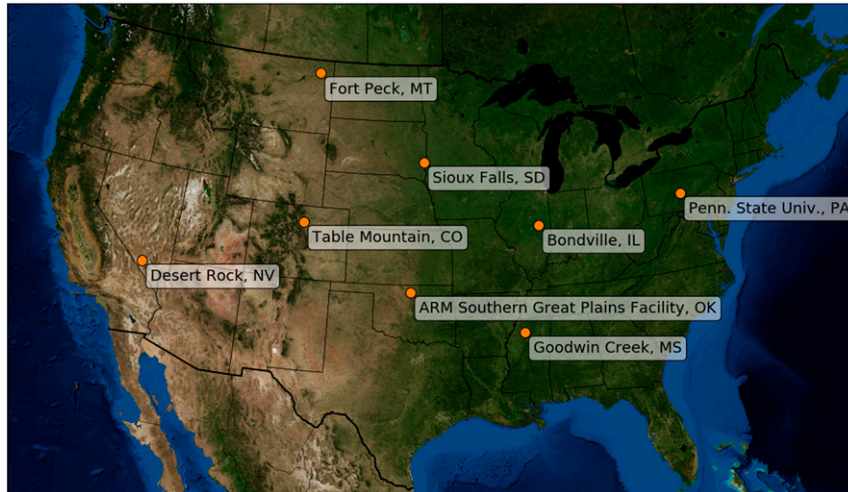 Fort Peck, MT
Sioux Falls, SD
Penn. State Univ., PA
Table Mountain, CO
Bondville, IL
Desert Rock, NV
ARM Southern Great Plains Facility, OK
Goodwin Creek, MS